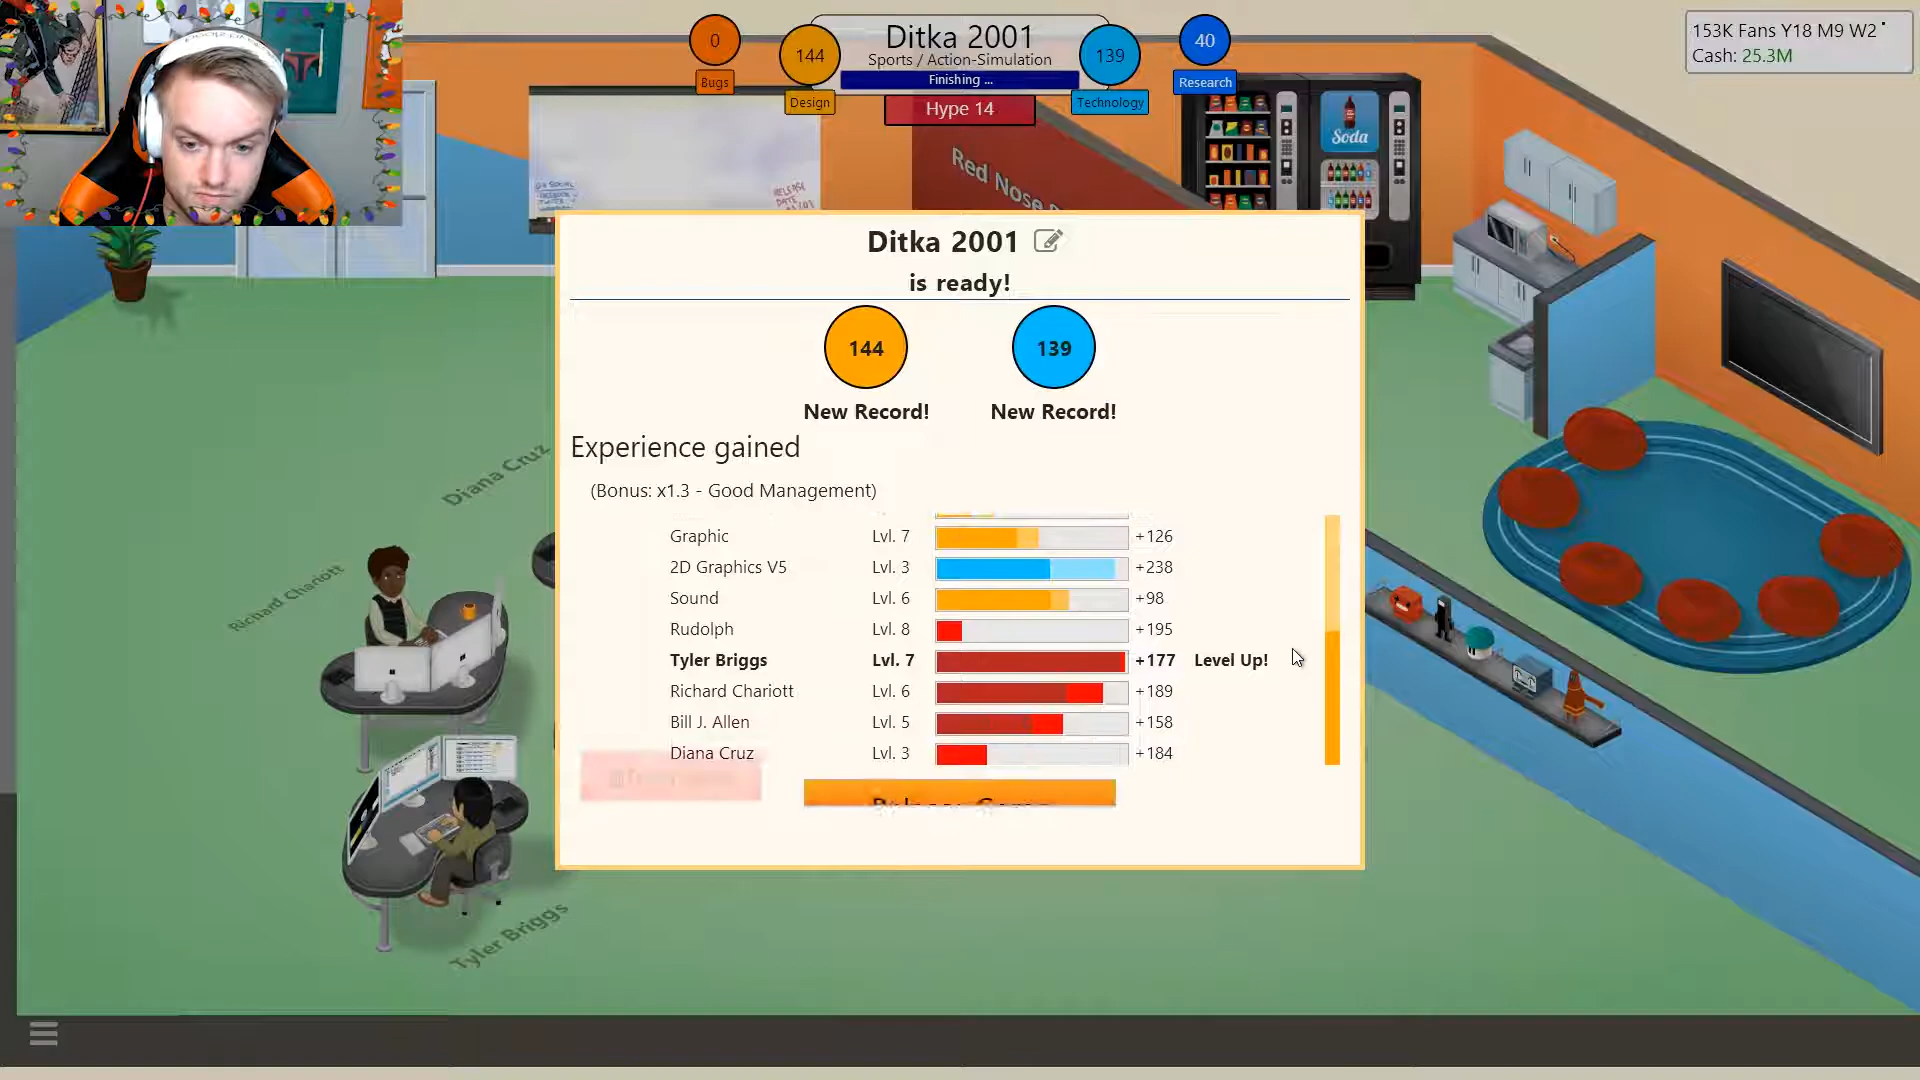 0
Bugs
144
Design
Ditka 2001
Sports / Action-Simulation
Finishing ...
Hype 14
139
Technology
40
Research
153K Fans Y18 M9 W2
Cash: 25.3M
Soda
Red Nose
RELEASE
DATE
Ditka 2001
is ready!
144
139
New Record!
New Record!
Experience gained
(Bonus: x1.3 - Good Management)
Graphic Lvl. 7 +126
2D Graphics V5 Lvl. 3 +238
Sound Lvl. 6 +98
Rudolph Lvl. 8 +195
Tyler Briggs Lvl. 7 +177 Level Up!
Richard Chariott Lvl. 6 +189
Bill J. Allen Lvl. 5 +158
Diana Cruz Lvl. 3 +184
Release Game
Diana Cruz
Richard Chariott
Tyler Briggs